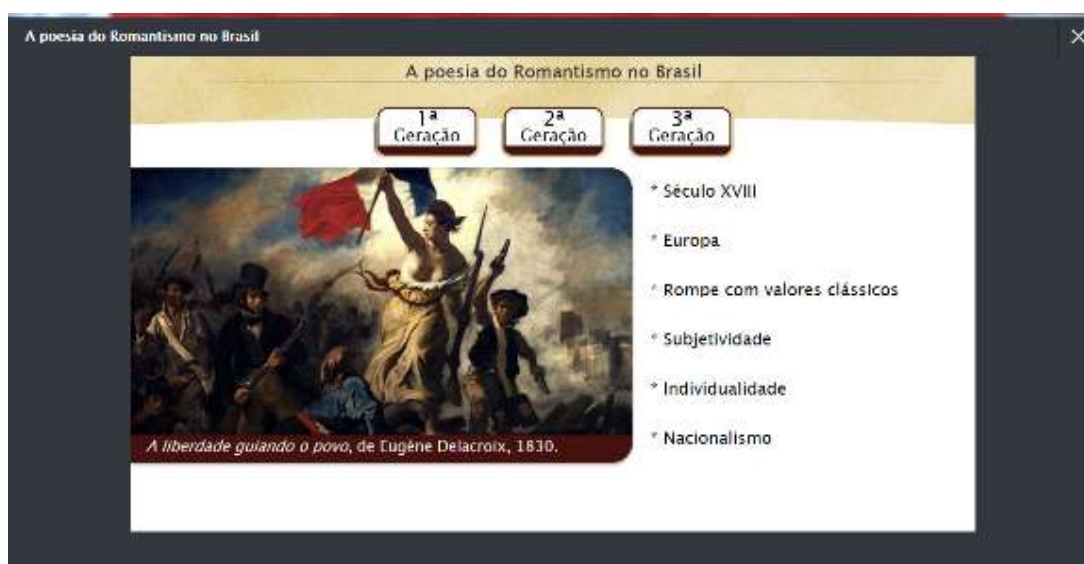 A poesia do Romantismo no Brasil
A poesia do Romantismo no Brasil
1ª
Geração
2ª
Geração
3ª
Geração
* Século XVIII
* Europa
* Rompe com valores clássicos
* Subjetividade
* Individualidade
* Nacionalismo
A liberdade guiando o povo, de Eugène Delacroix, 1830.